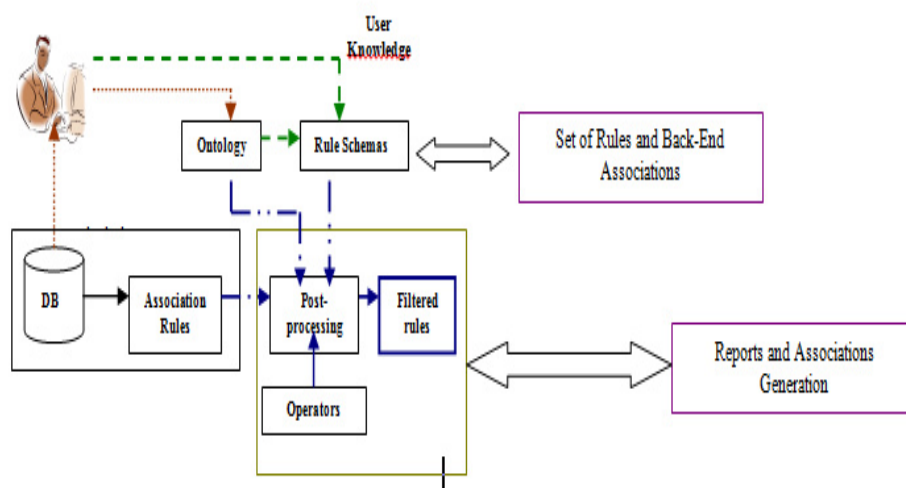 User
Knowledge
Ontology
Rule Schemas
Set of Rules and Back-End
Associations
DB
Association
Rules
Post-
processing
Filtered
rules
Operators
Reports and Associations
Generation